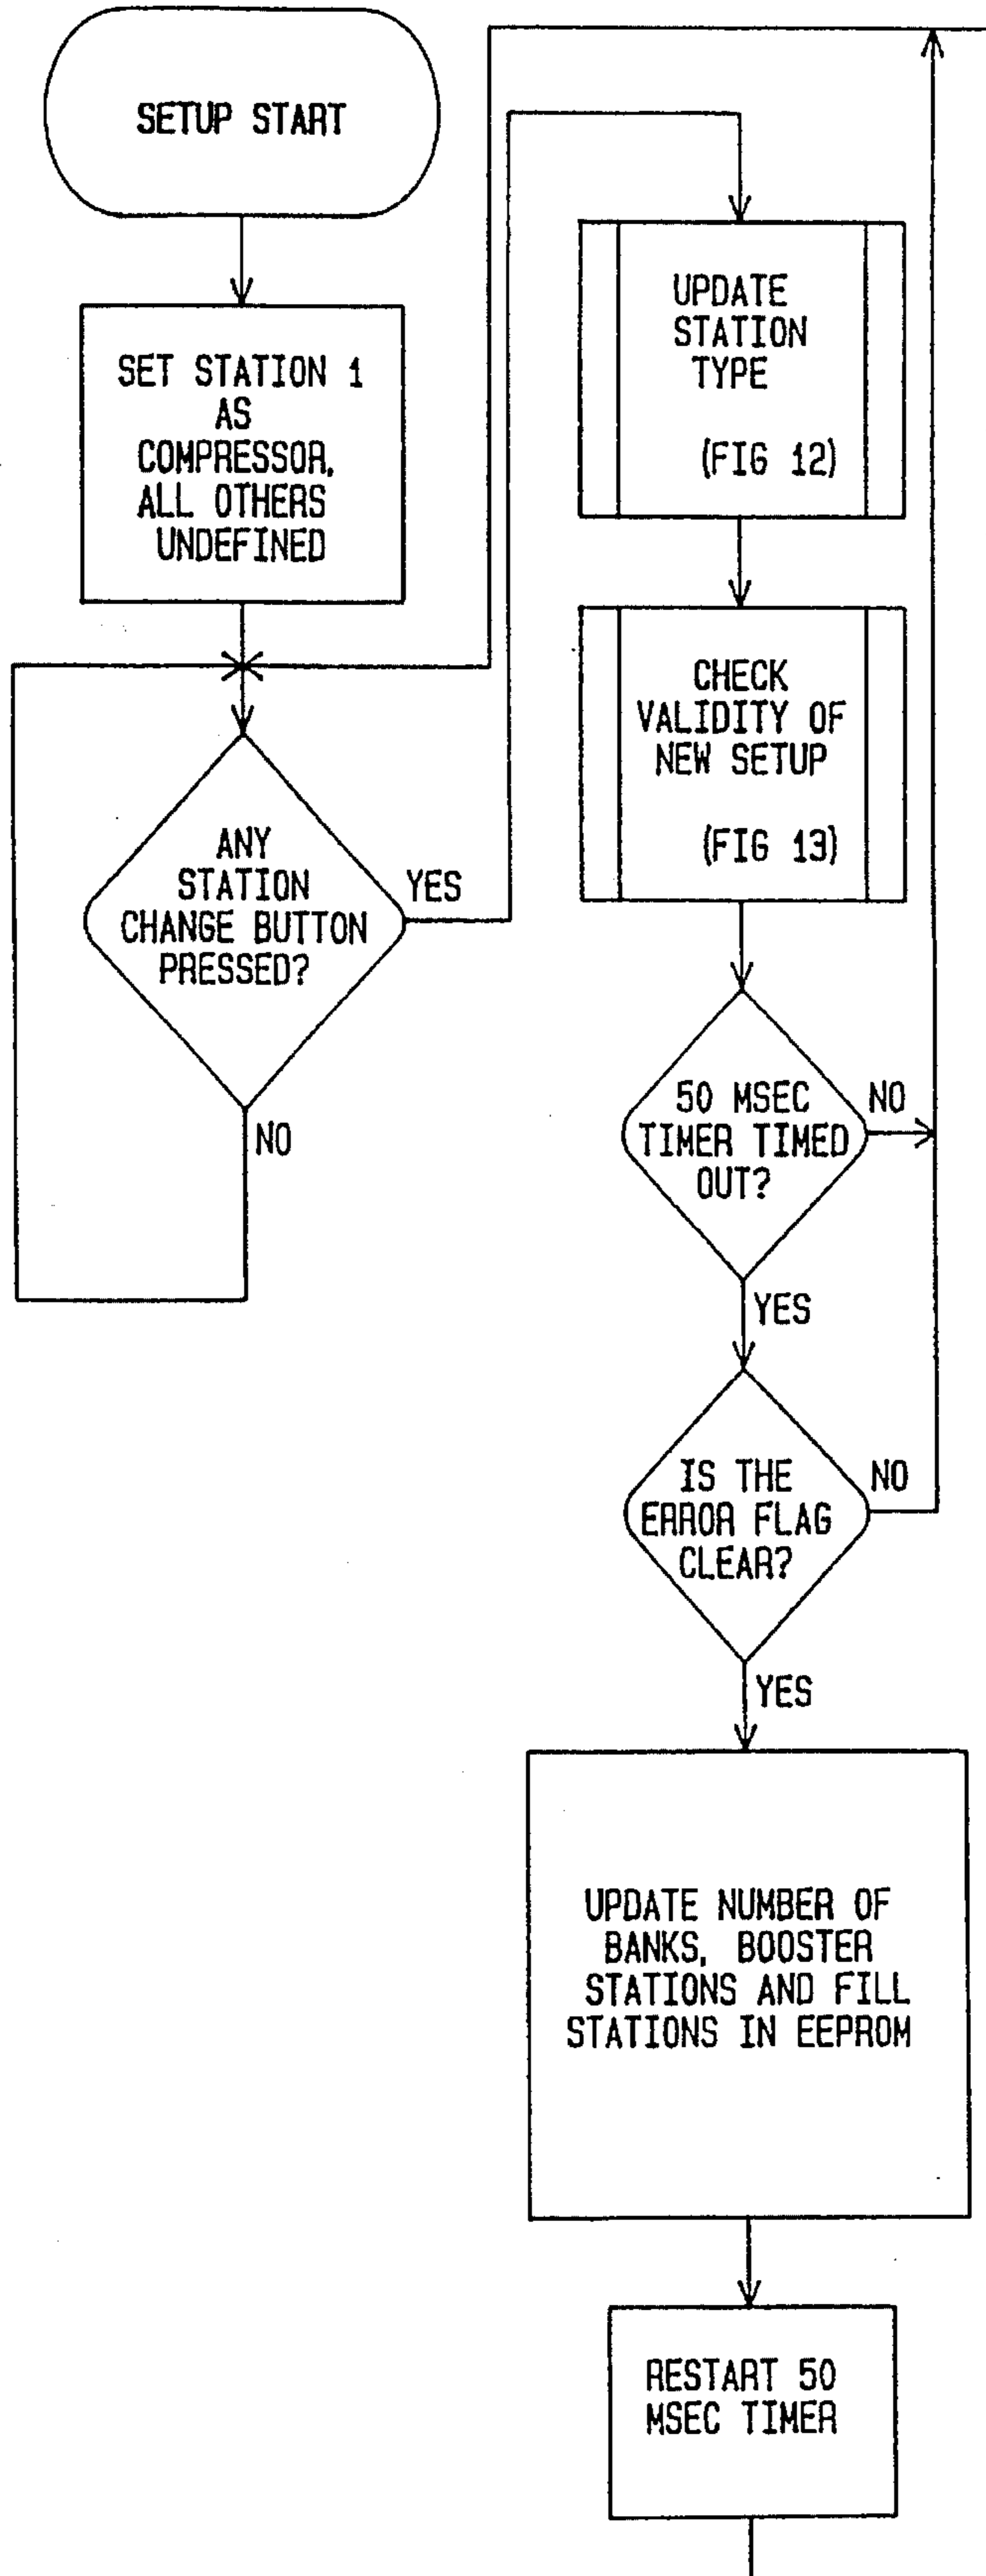 SETUP START
SET STATION 1
AS
COMPRESSOR,
ALL OTHERS
UNDEFINED
ANY
STATION
CHANGE BUTTON
PRESSED?
YES
NO
UPDATE
STATION
TYPE
(FIG 12)
CHECK
VALIDITY OF
NEW SETUP
(FIG 13)
50 MSEC
TIMER TIMED
OUT?
NO
YES
IS THE
ERROR FLAG
CLEAR?
NO
YES
UPDATE NUMBER OF
BANKS, BOOSTER
STATIONS AND FILL
STATIONS IN EEPROM
RESTART 50
MSEC TIMER